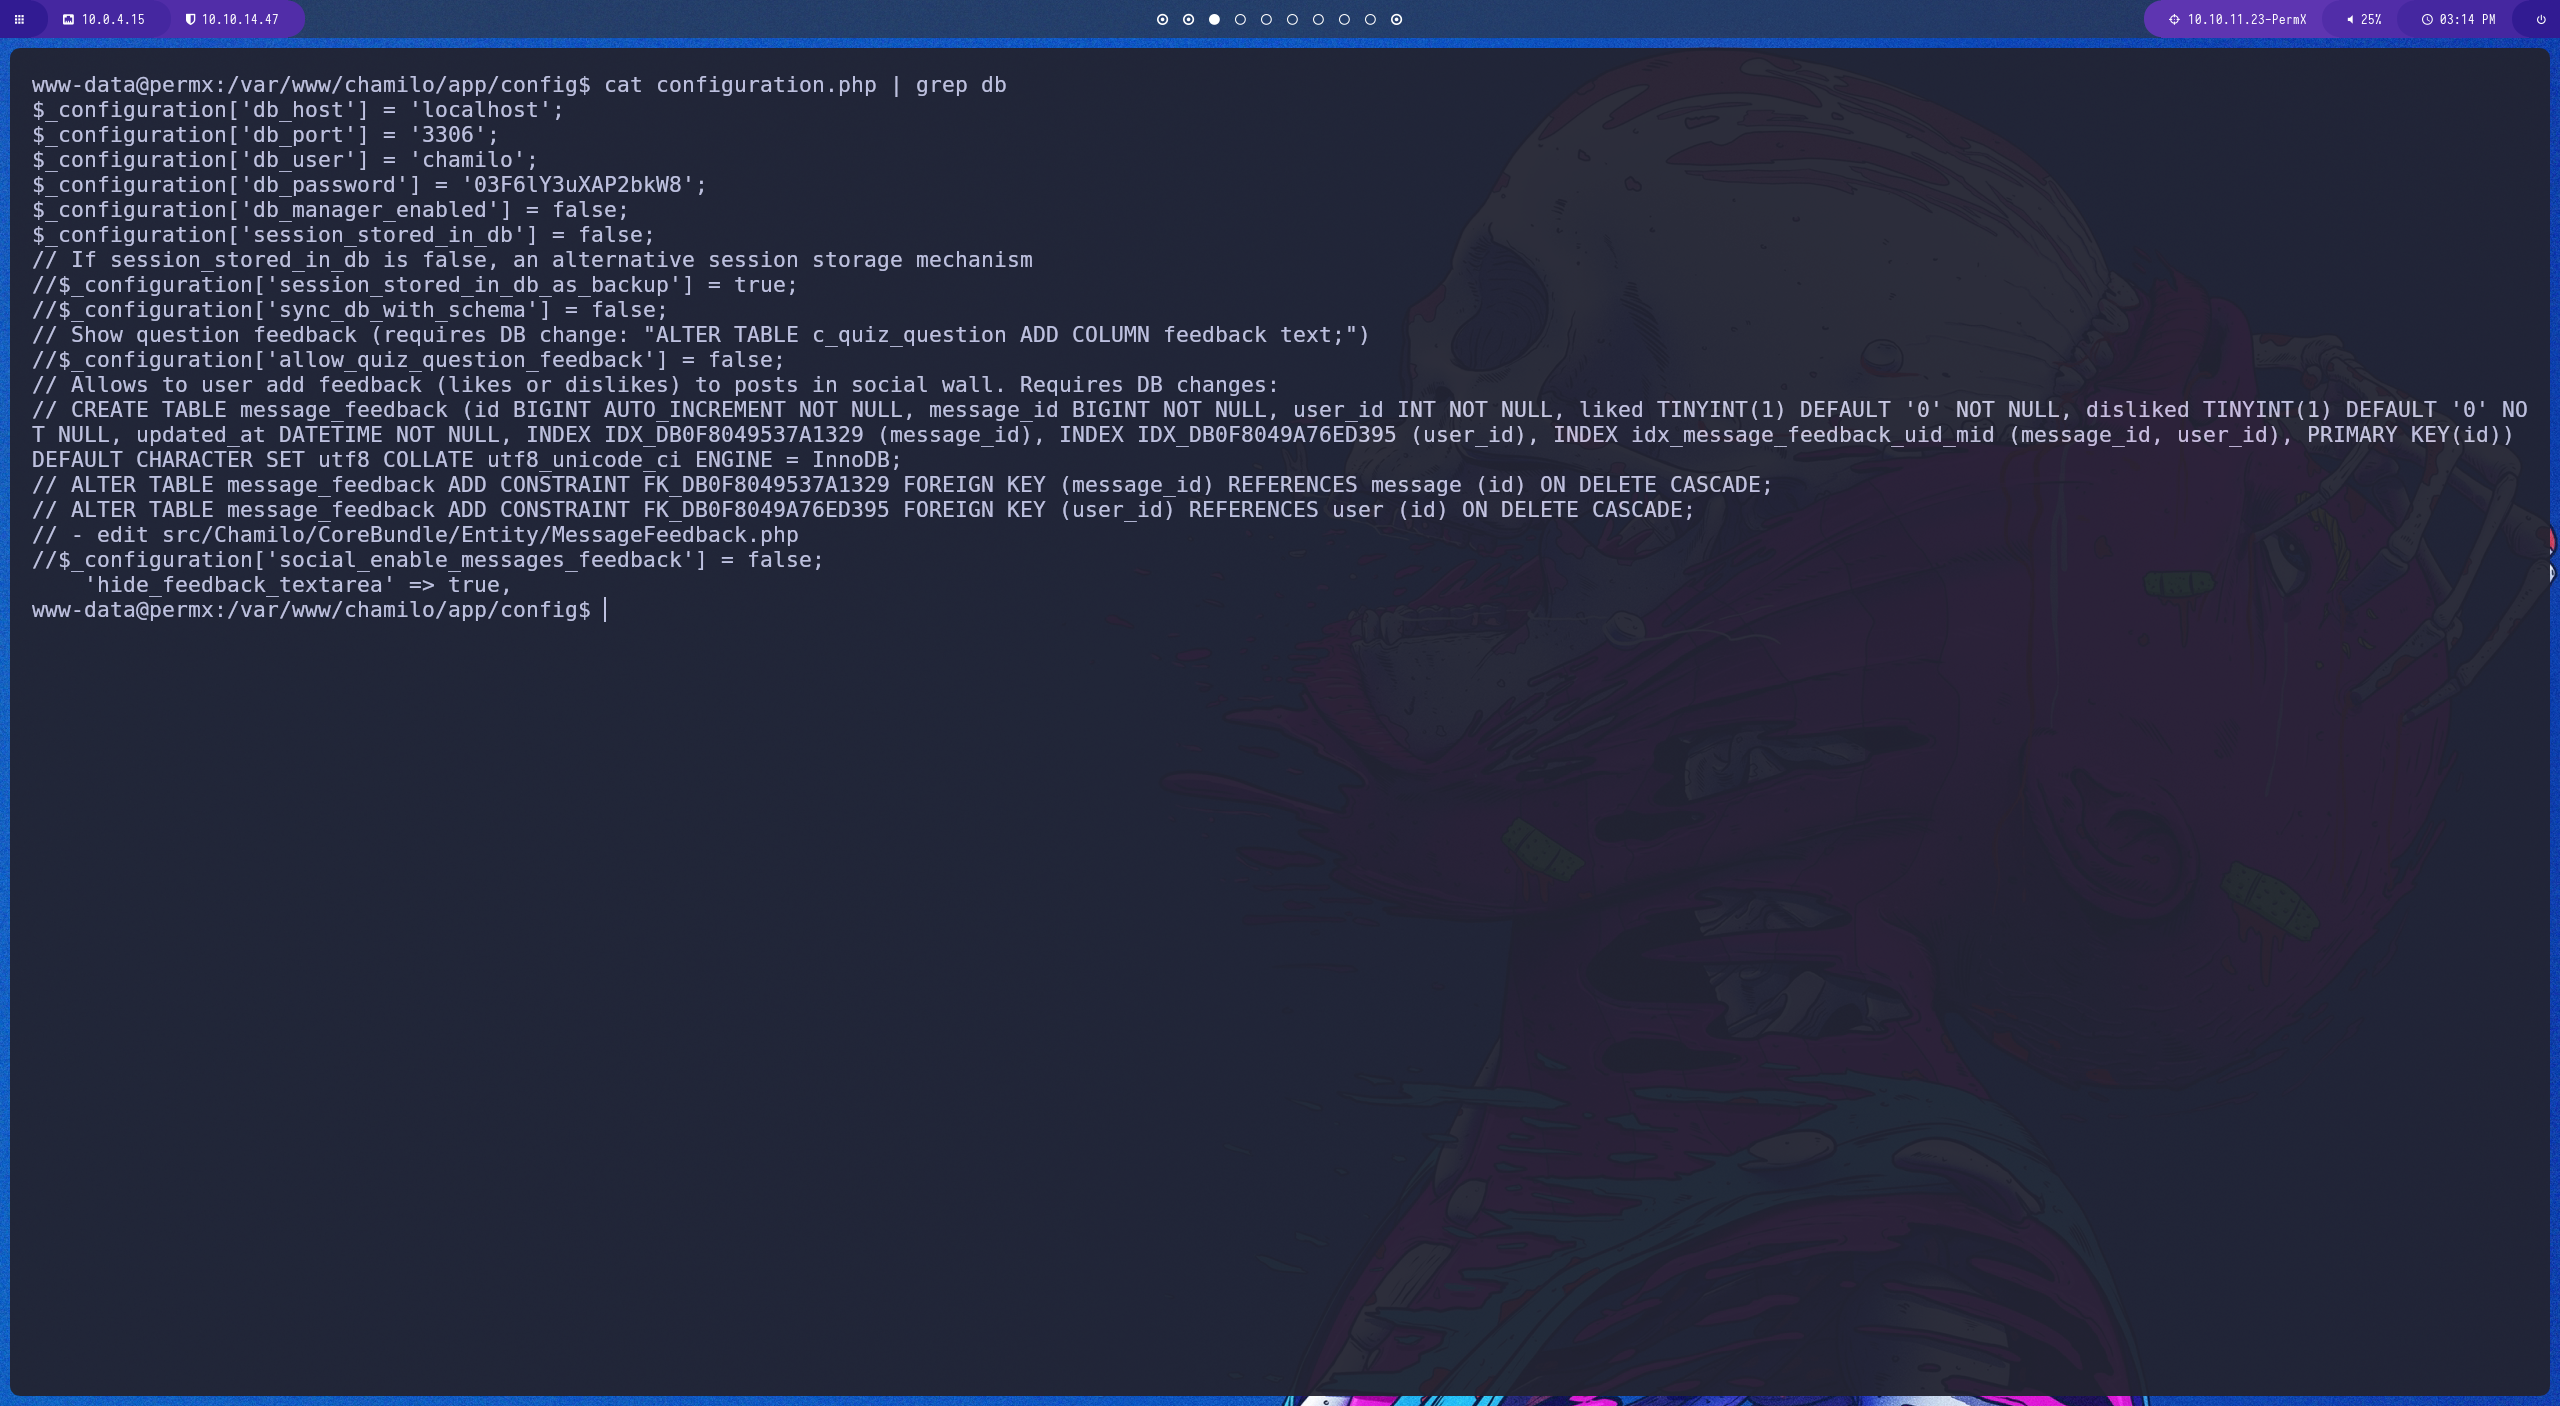 10.0.4.15 10.10.14.47 10.10.11.23-PermX 25% 03:14 PM
www-data@permx:/var/www/chamilo/app/config$ cat configuration.php | grep db
$_configuration['db_host'] = 'localhost';
$_configuration['db_port'] = '3306';
$_configuration['db_user'] = 'chamilo';
$_configuration['db_password'] = '03F6lY3uXAP2bkW8';
$_configuration['db_manager_enabled'] = false;
$_configuration['session_stored_in_db'] = false;
// If session_stored_in_db is false, an alternative session storage mechanism
//$_configuration['session_stored_in_db_as_backup'] = true;
//$_configuration['sync_db_with_schema'] = false;
// Show question feedback (requires DB change: "ALTER TABLE c_quiz_question ADD COLUMN feedback text;")
//$_configuration['allow_quiz_question_feedback'] = false;
// Allows to user add feedback (likes or dislikes) to posts in social wall. Requires DB changes:
// CREATE TABLE message_feedback (id BIGINT AUTO_INCREMENT NOT NULL, message_id BIGINT NOT NULL, user_id INT NOT NULL, liked TINYINT(1) DEFAULT '0' NOT NULL, disliked TINYINT(1) DEFAULT '0' NO
T NULL, updated_at DATETIME NOT NULL, INDEX IDX_DB0F8049537A1329 (message_id), INDEX IDX_DB0F8049A76ED395 (user_id), INDEX idx_message_feedback_uid_mid (message_id, user_id), PRIMARY KEY(id))
DEFAULT CHARACTER SET utf8 COLLATE utf8_unicode_ci ENGINE = InnoDB;
// ALTER TABLE message_feedback ADD CONSTRAINT FK_DB0F8049537A1329 FOREIGN KEY (message_id) REFERENCES message (id) ON DELETE CASCADE;
// ALTER TABLE message_feedback ADD CONSTRAINT FK_DB0F8049A76ED395 FOREIGN KEY (user_id) REFERENCES user (id) ON DELETE CASCADE;
// - edit src/Chamilo/CoreBundle/Entity/MessageFeedback.php
//$_configuration['social_enable_messages_feedback'] = false;
    'hide_feedback_textarea' => true,
www-data@permx:/var/www/chamilo/app/config$